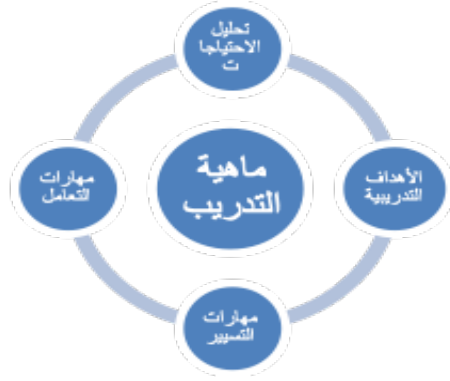 تحليل
الاحتياجا
ت
ماهية
التدريب
الأهداف
التدريبية
مهارات
التسيير
مهارات
التعامل